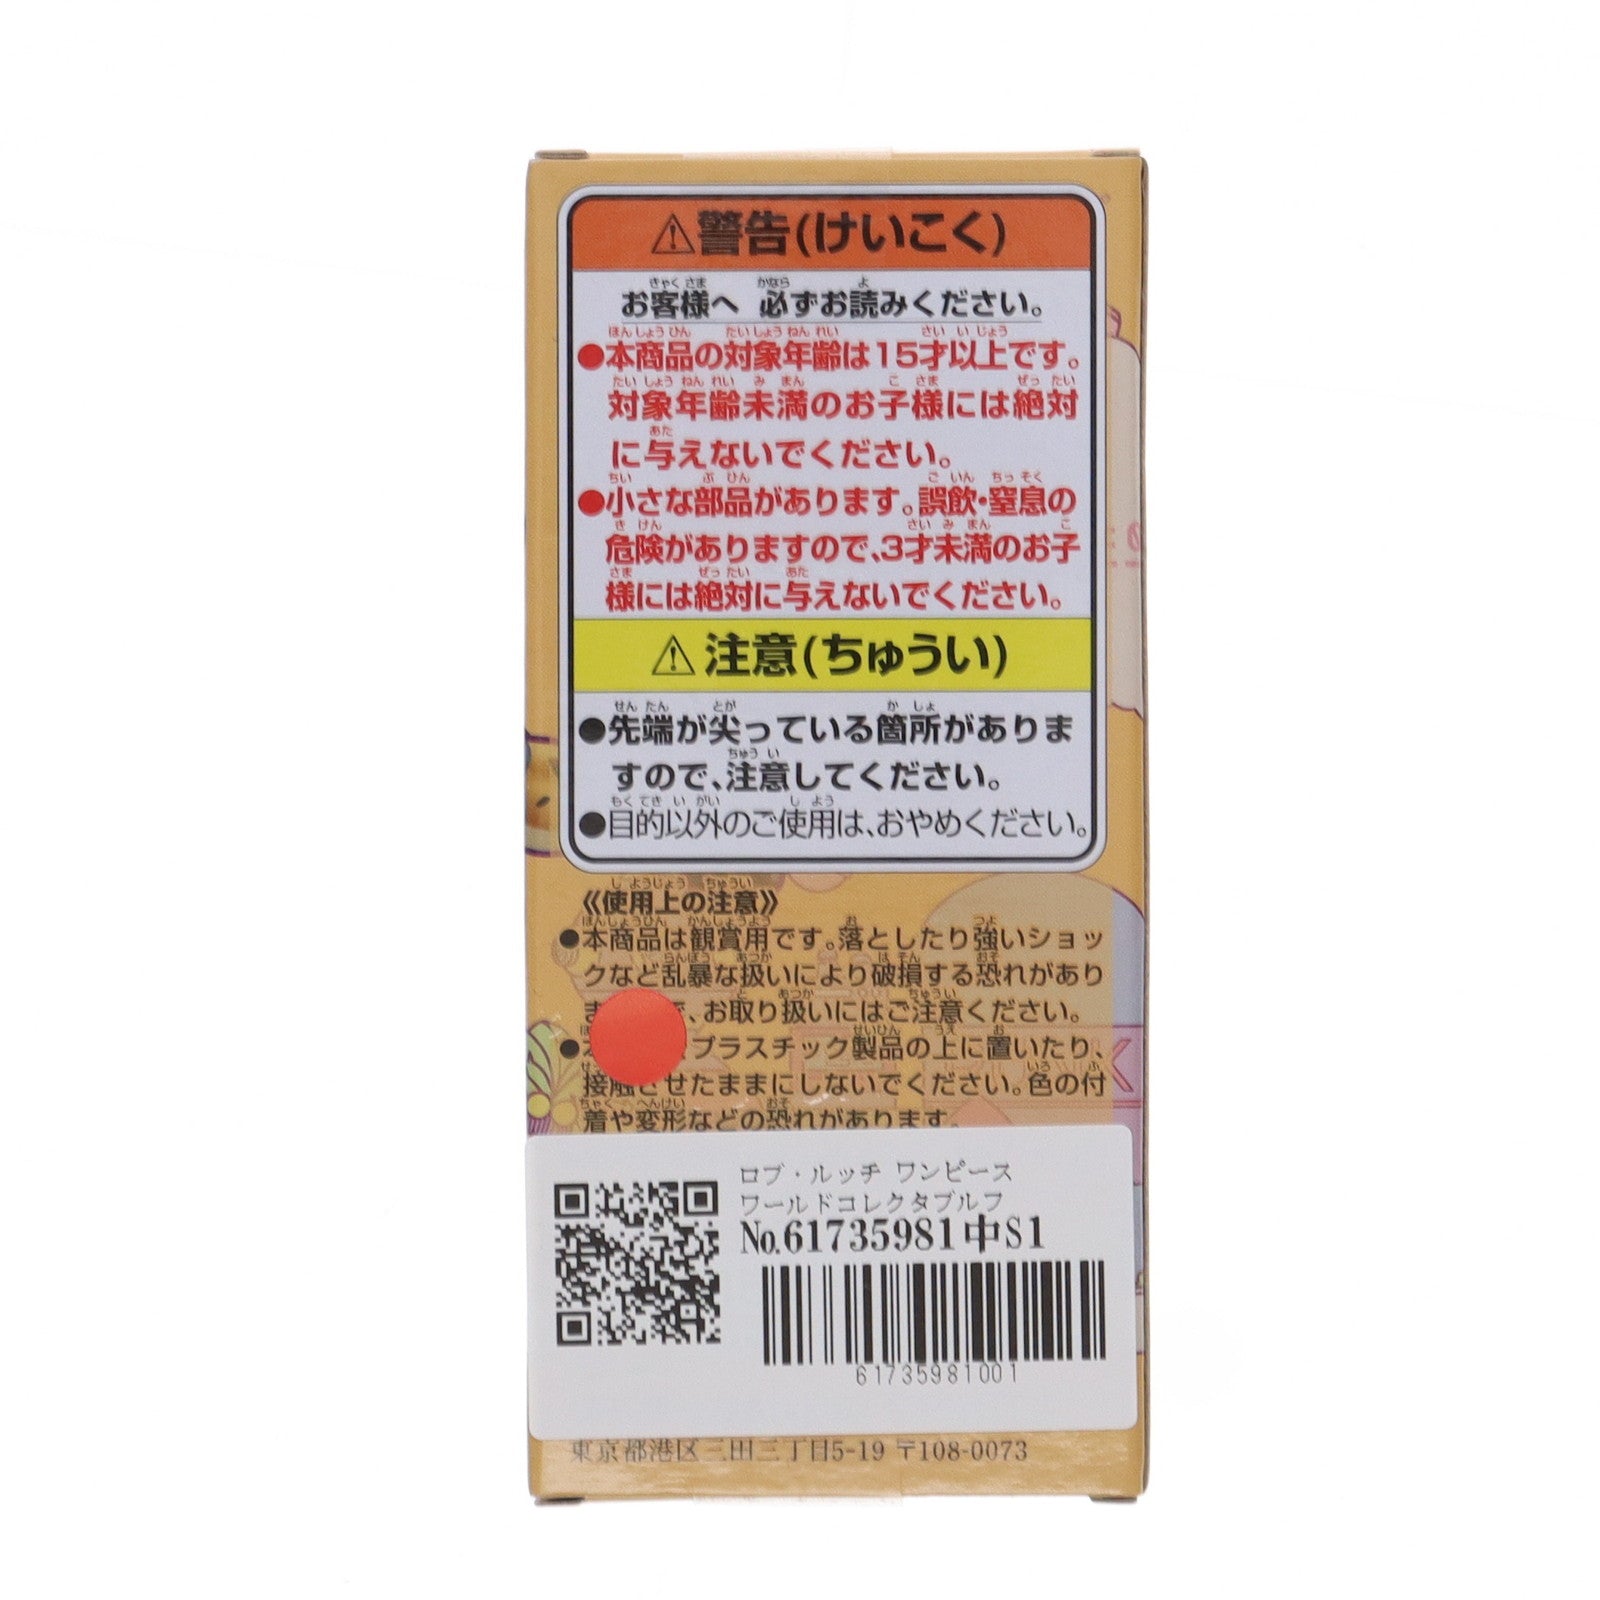 ⚠警告(けいこく)
お客様へ 必ずお読みください。
●本商品の対象年齢は15才以上です。
対象年齢未満のお子様には絶対
に与えないでください。
●小さな部品があります。誤飲・窒息の
危険がありますので、3才未満のお子
様には絶対に与えないでください。
⚠注意(ちゅうい)
●先端が尖っている箇所がありま
すので、注意してください。
●目的以外のご使用は、おやめください。
《使用上の注意》
●本商品は観賞用です。落としたり強いショッ
クなど乱暴な扱いにより破損する恐れがあり
ま で、お取り扱いにはご注意ください。
● プラスチック製品の上に置いたり、
接触させたままにしないでください。色の付
着や変形などの恐れがあります。
ロブ・ルッチ ワンピース
ワールドコレクタブルフ
No.61735981中S1
61735981001
東京都港区三田三丁目5-19 〒108-0073